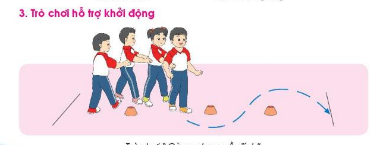 3. Trò chơi hỗ trợ khởi động